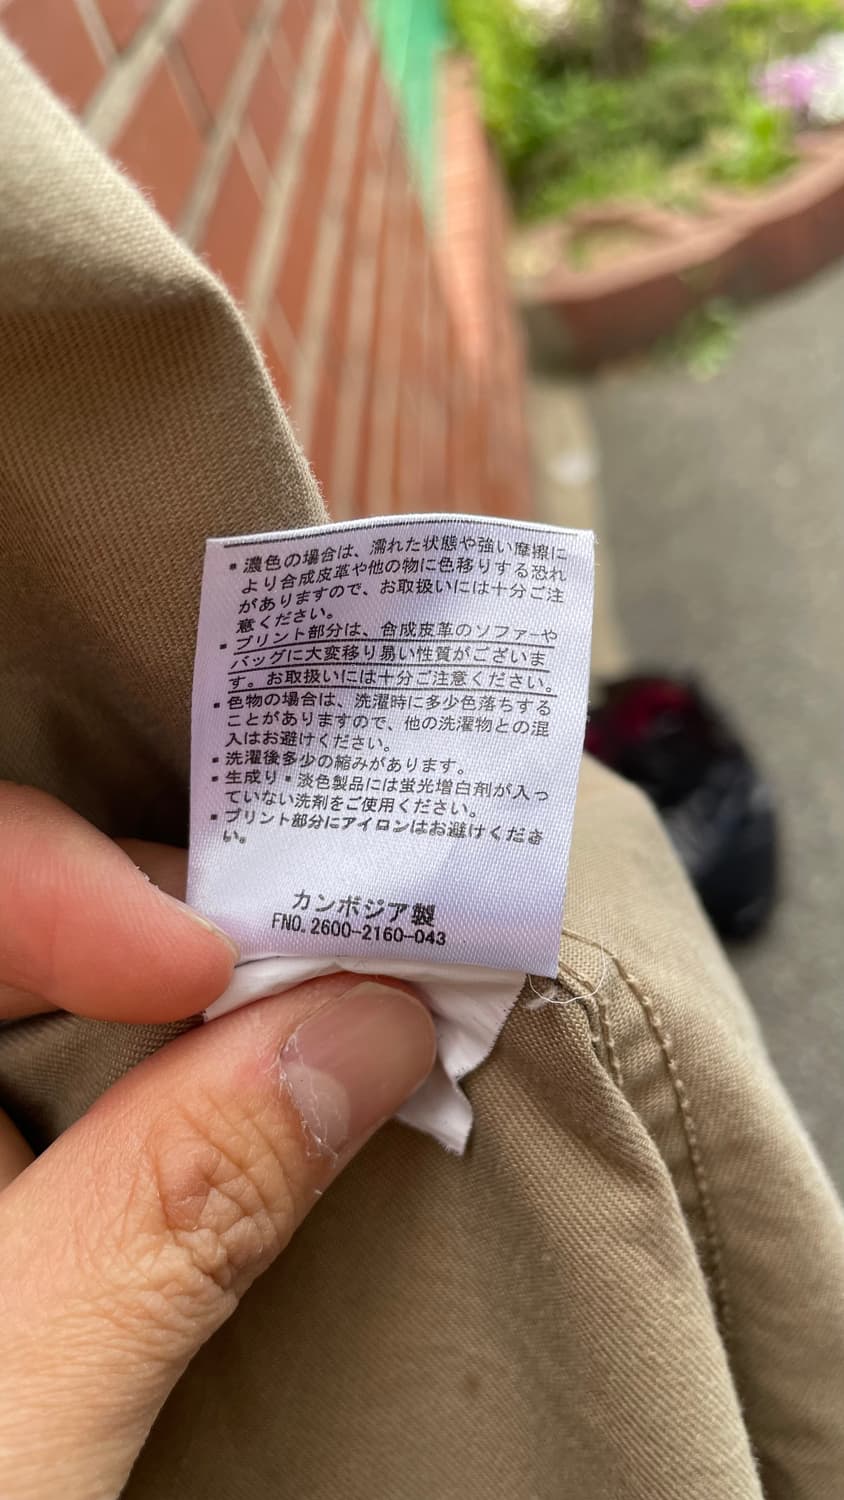 ▪濃色の場合は、濡れた状態や強い摩擦に
より合成皮革や他の物に色移りする恐れ
がありますので、お取扱いには十分ご注
意ください。
▪プリント部分は、合成皮革のソファーや
バッグに大変移り易い性質がございま
す。お取扱いには十分ご注意ください。
▪色物の場合は、洗濯時に多少色落ちする
ことがありますので、他の洗濯物との混
入はお避けください。
▪洗濯後多少の縮みがあります。
▪生成り▪淡色製品には蛍光増白剤が入っ
ていない洗剤をご使用ください。
▪プリント部分にアイロンはお避けくださ
い。
カンボジア製
FNO.2600-2160-043